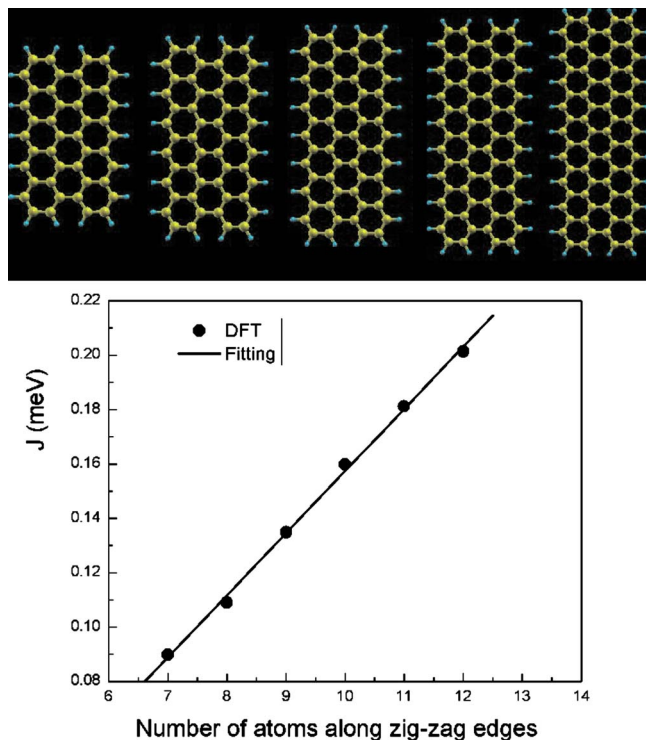 0.22
0.20
0.18
0.16
0.14
0.12
0.10
0.08
J (meV)
DFT
Fitting
6 7 8 9 10 11 12 13 14
Number of atoms along zig-zag edges